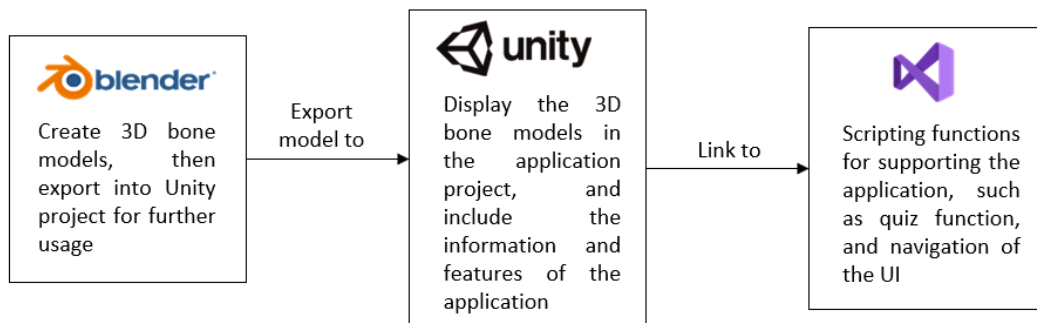 blender
Create 3D bone
models, then
export into Unity
project for further
usage
Export
model to
unity
Display the 3D
bone models in
the application
project, and
include the
information and
features of the
application
Link to
Scripting functions
for supporting the
application, such
as quiz function,
and navigation of
the UI